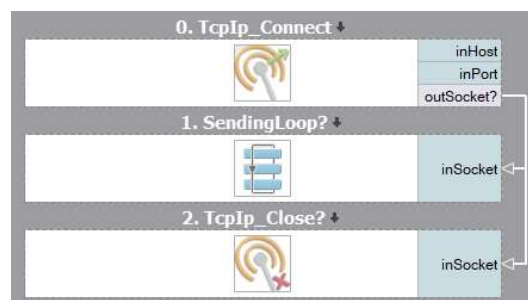 0. TcpIp_Connect
inHost
inPort
outSocket?
1. SendingLoop?
inSocket
2. TcpIp_Close?
inSocket